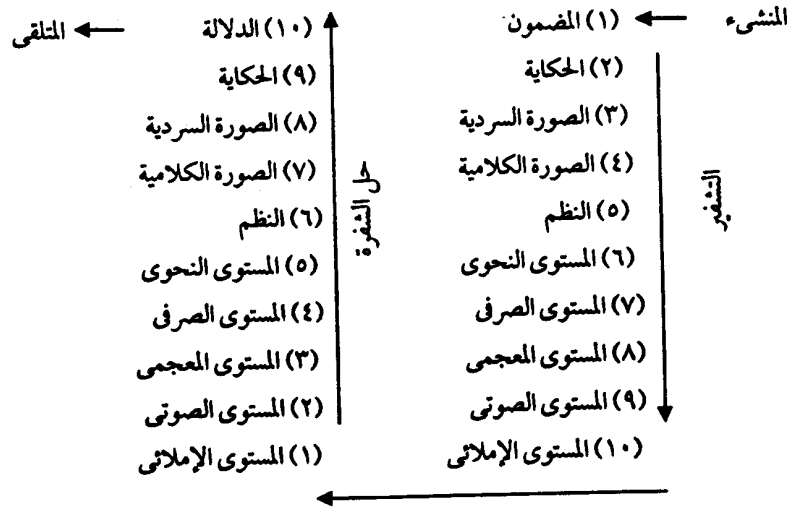 المنشىء
(١) المضمون
(٢) الحكاية
(٣) الصورة السردية
(٤) الصورة الكلامية
(٥) النظم
(٦) المستوى النحوى
(٧) المستوى الصرفى
(٨) المستوى المعجمى
(٩) المستوى الصوتى
(١٠) المستوى الإملائى
التشفير
(١٠) الدلالة
المتلقى
(٩) الحكاية
(٨) الصورة السردية
(٧) الصورة الكلامية
(٦) النظم
(٥) المستوى النحوى
(٤) المستوى الصرفى
(٣) المستوى المعجمى
(٢) المستوى الصوتى
(١) المستوى الإملائى
حل الشفرة